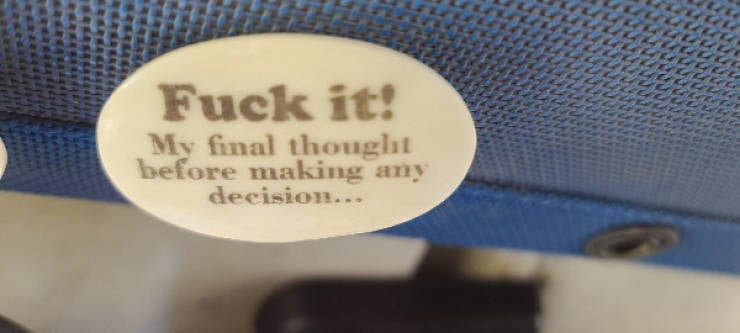 Fuck it!
My final thought
before making any
decision...